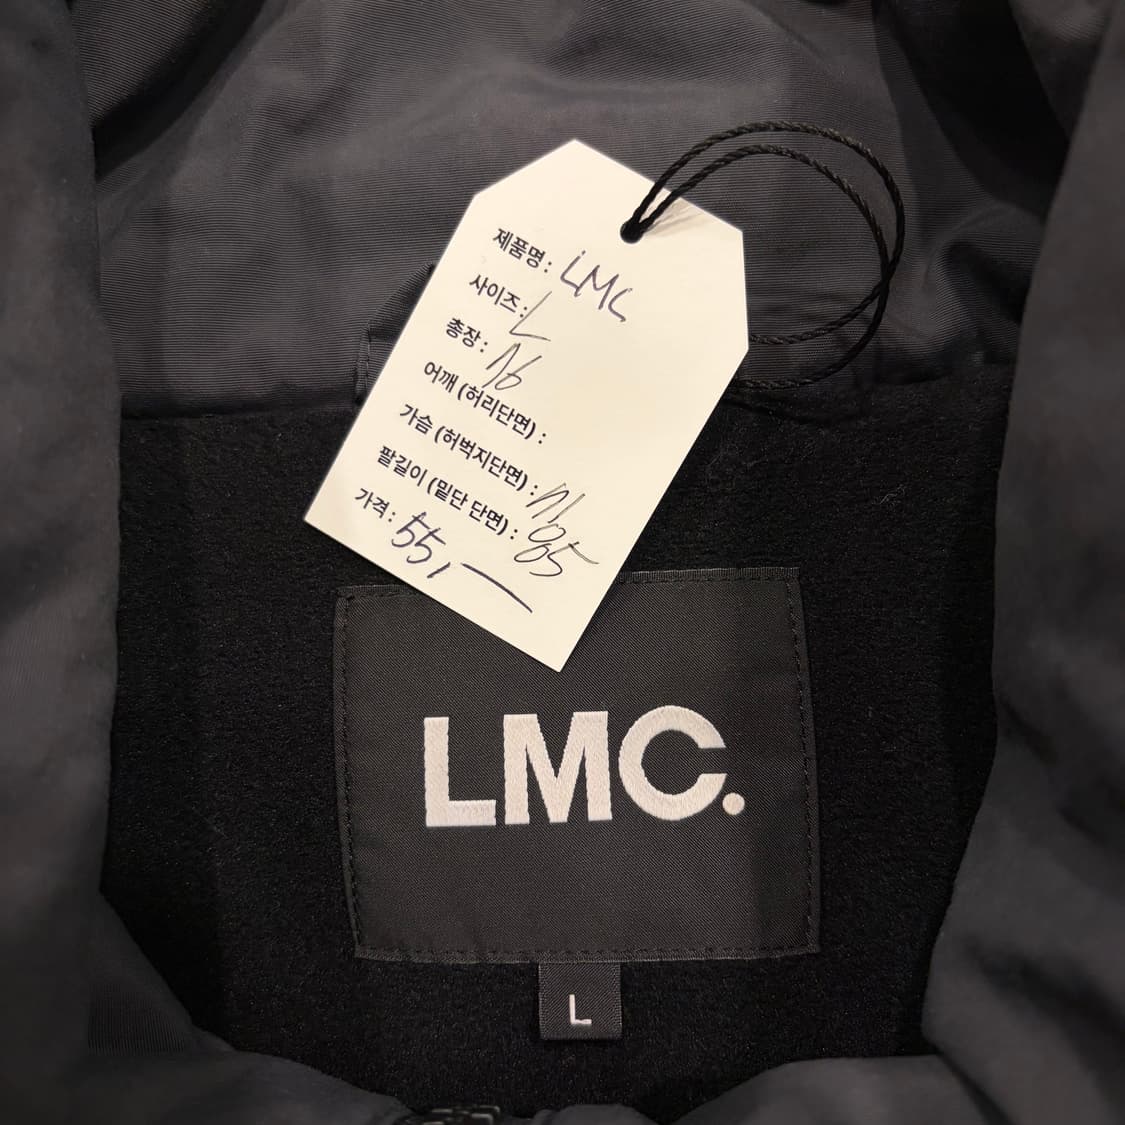 제품명: LMC
사이즈: L
총장: 76
어깨 (허리단면) :
가슴 (허벅지단면) : 71
팔길이 (밑단 단면) : 85
가격: 55,—
LMC.
L